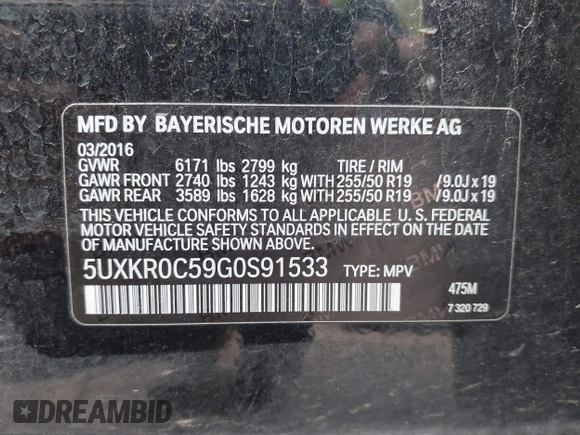 MFD BY BAYERISCHE MOTOREN WERKE AG
03/2016
GVWR 6171 lbs 2799 kg TIRE / RIM
GAWR FRONT 2740 lbs 1243 kg WITH 255/50 R19 /9.0J x 19
GAWR REAR 3589 lbs 1628 kg WITH 255/50 R19 /9.0J x 19
THIS VEHICLE CONFORMS TO ALL APPLICABLE U. S. FEDERAL
MOTOR VEHICLE SAFETY STANDARDS IN EFFECT ON THE
DATE OF MANUFACTURE SHOWN ABOVE.
5UXKR0C59G0S91533 TYPE: MPV
475M
7 320 729
DREAMBID